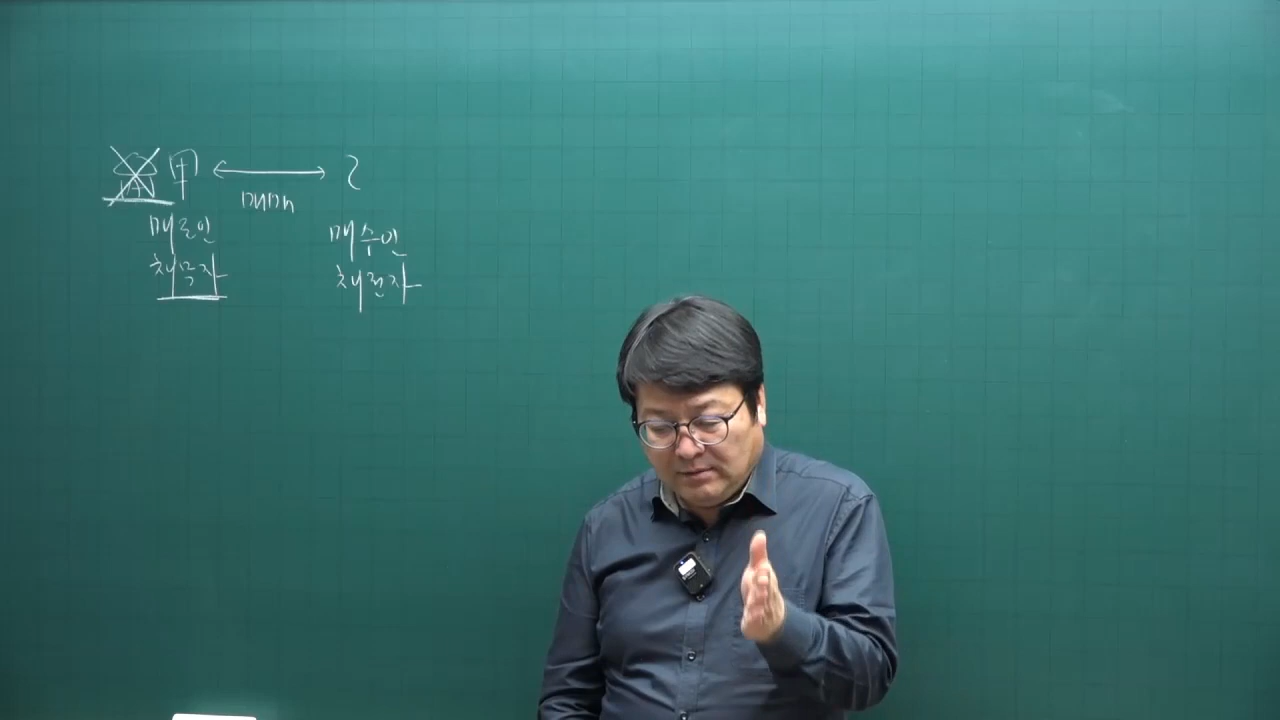 甲 ↔ 乙
매매
매도인 매수인
채무자 채권자